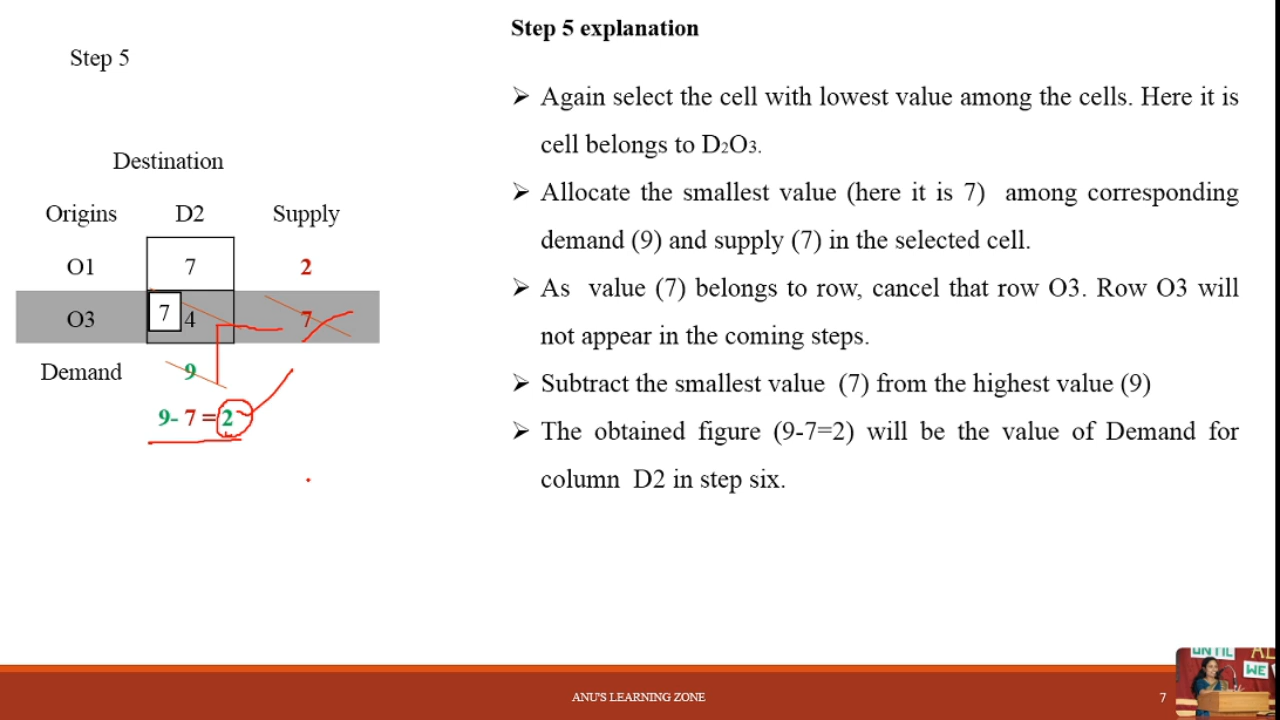 Step 5
Destination
Origins D2 Supply
O1 7 2
O3 7 4 7
Demand 9
9- 7 = 2
Step 5 explanation
➢ Again select the cell with lowest value among the cells. Here it is
cell belongs to D₂O₃.
➢ Allocate the smallest value (here it is 7) among corresponding
demand (9) and supply (7) in the selected cell.
➢ As value (7) belongs to row, cancel that row O3. Row O3 will
not appear in the coming steps.
➢ Subtract the smallest value (7) from the highest value (9)
➢ The obtained figure (9-7=2) will be the value of Demand for
column D2 in step six.
ANU'S LEARNING ZONE
7
UNTIL
WE